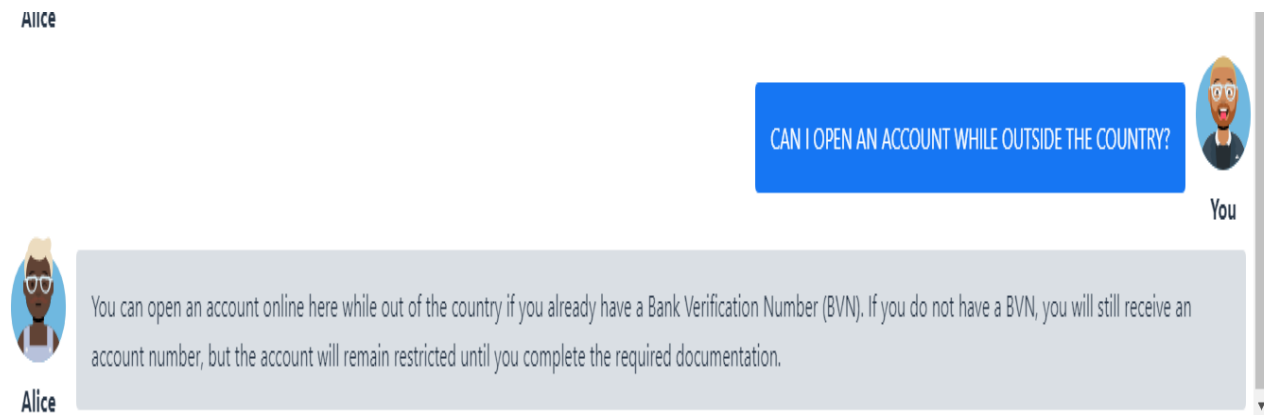 Alice
CAN I OPEN AN ACCOUNT WHILE OUTSIDE THE COUNTRY?
You
You can open an account online here while out of the country if you already have a Bank Verification Number (BVN). If you do not have a BVN, you will still receive an
account number, but the account will remain restricted until you complete the required documentation.
Alice